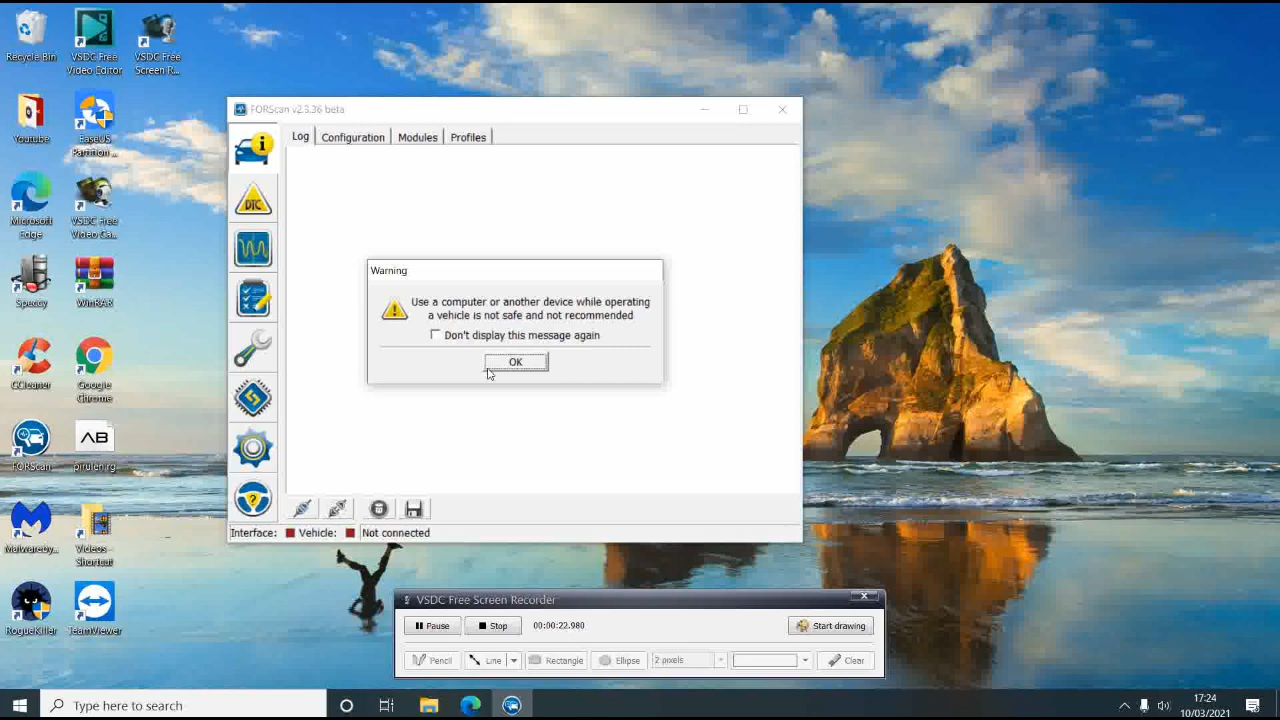 Recycle Bin
VSDC Free
Video Editor
VSDC Free
Screen R...
Youtube
EaseUS
Partition ...
Microsoft
Edge
VSDC Free
Video Ca...
Speccy
WinRAR
CCleaner
Google
Chrome
FORScan
AB
pirulen.rg...
Malwareby...
Videos -
Shortcut
RogueKiller
TeamViewer
FORScan v2.3.36 beta
Log
Configuration
Modules
Profiles
DTC
Warning
Use a computer or another device while operating
a vehicle is not safe and not recommended
Don't display this message again
OK
Interface:
Vehicle:
Not connected
VSDC Free Screen Recorder
Pause
Stop
00:00:22.980
Start drawing
Pencil
Line
Rectangle
Ellipse
2 pixels
Clear
Type here to search
17:24
10/03/2021